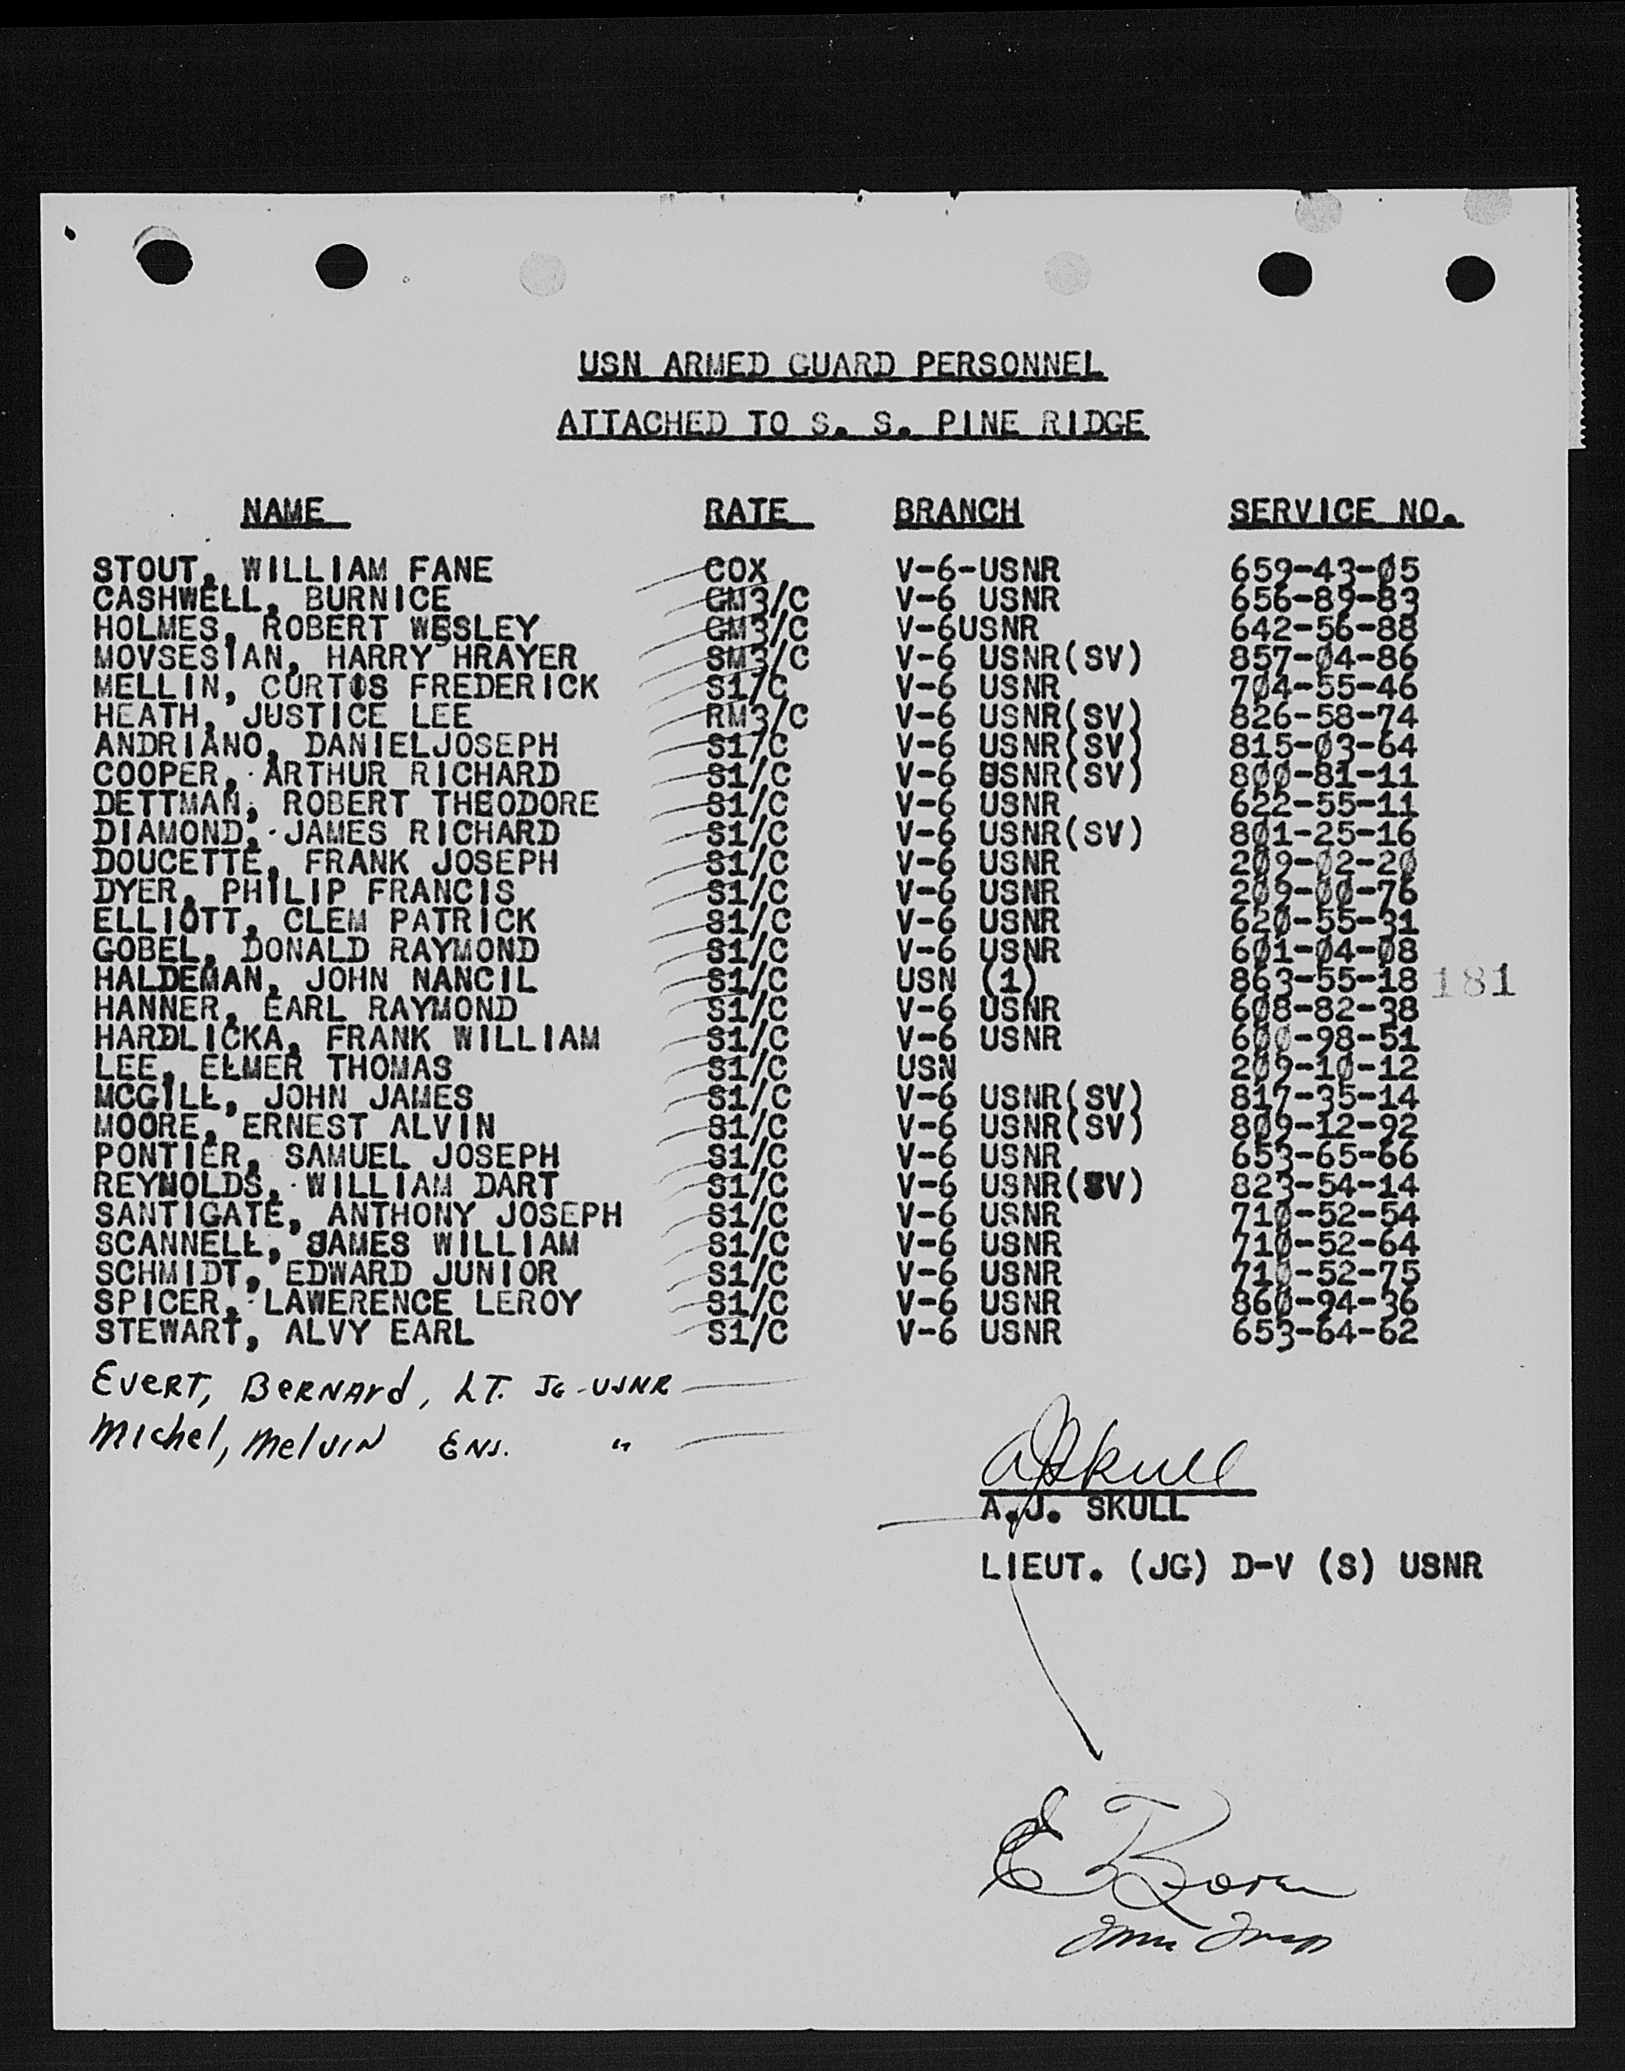 USN ARMED GUARD PERSONNEL
ATTACHED TO S. S. PINE RIDGE
NAME RATE BRANCH SERVICE NO.
STOUT, WILLIAM FANE COX V-6-USNR 659-43-05
CASHWELL, BURNICE GM3/C V-6 USNR 656-89-83
HOLMES, ROBERT WESLEY GM3/C V-6USNR 642-56-88
MOVSESIAN, HARRY HRAYER SM3/C V-6 USNR(SV) 857-04-86
MELLIN, CURTIS FREDERICK S1/C V-6 USNR 704-55-46
HEATH, JUSTICE LEE RM3/C V-6 USNR(SV) 826-58-74
ANDRIANO, DANIELJOSEPH S1/C V-6 USNR(SV) 815-03-64
COOPER, ARTHUR RICHARD S1/C V-6 USNR(SV) 800-81-11
DETTMAN, ROBERT THEODORE S1/C V-6 USNR 622-55-11
DIAMOND, JAMES RICHARD S1/C V-6 USNR(SV) 801-25-16
DOUCETTE, FRANK JOSEPH S1/C V-6 USNR 209-02-20
DYER, PHILIP FRANCIS S1/C V-6 USNR 209-00-76
ELLIOTT, CLEM PATRICK S1/C V-6 USNR 620-55-31
GOBEL, DONALD RAYMOND S1/C V-6 USNR 601-04-08
HALDEMAN, JOHN NANCIL S1/C USN (1) 863-55-18 181
HANNER, EARL RAYMOND S1/C V-6 USNR 608-82-38
HARDLICKA, FRANK WILLIAM S1/C V-6 USNR 600-98-51
LEE, ELMER THOMAS S1/C USN 209-10-12
MCGILL, JOHN JAMES S1/C V-6 USNR(SV) 817-35-14
MOORE, ERNEST ALVIN S1/C V-6 USNR(SV) 809-12-92
PONTIER, SAMUEL JOSEPH S1/C V-6 USNR 653-65-66
REYNOLDS, WILLIAM DART S1/C V-6 USNR(SV) 823-54-14
SANTIGATE, ANTHONY JOSEPH S1/C V-6 USNR 710-52-54
SCANNELL, JAMES WILLIAM S1/C V-6 USNR 710-52-64
SCHMIDT, EDWARD JUNIOR S1/C V-6 USNR 710-52-75
SPICER, LAWERENCE LEROY S1/C V-6 USNR 860-94-36
STEWART, ALVY EARL S1/C V-6 USNR 653-64-62
Evert, Bernard, Lt. JG-USNR
Michel, Melvin Ens. "
AJSkull
A.J. SKULL
LIEUT. (JG) D-V (S) USNR
E